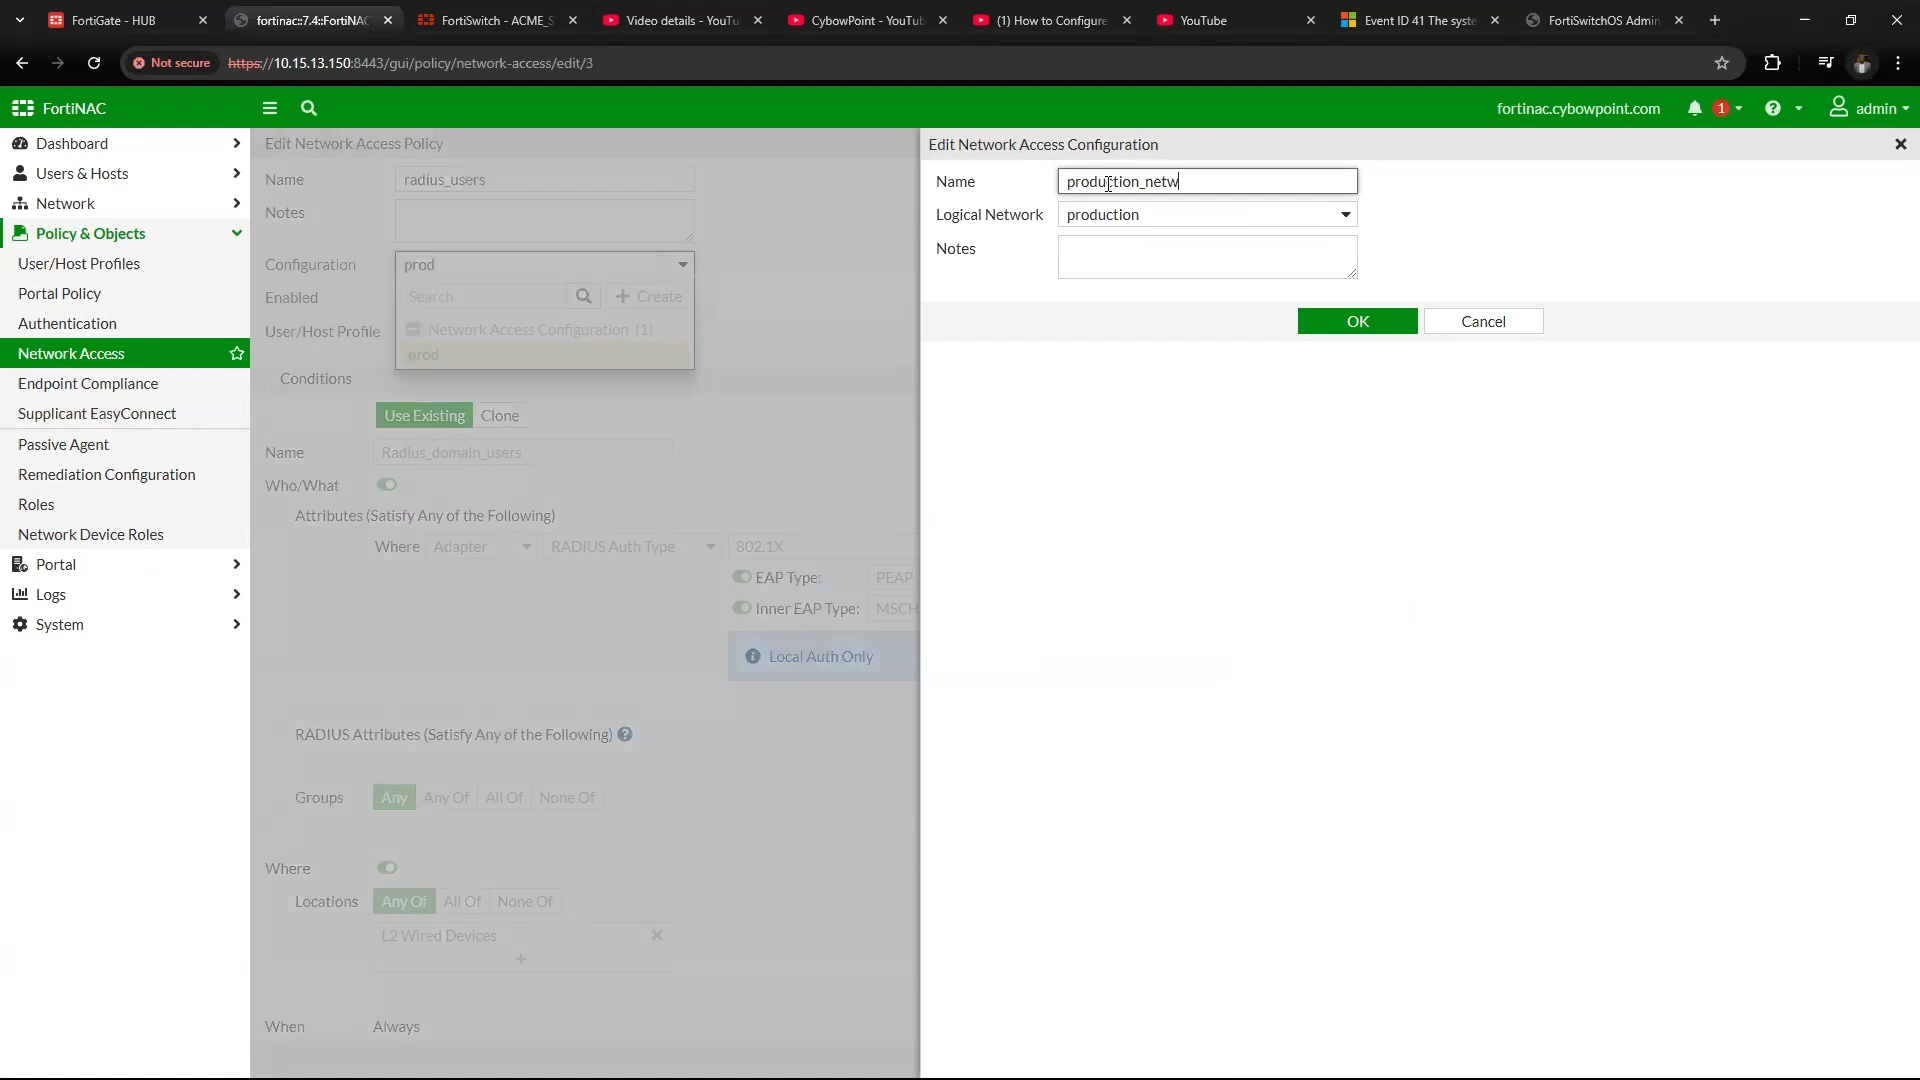 FortiGate - HUB
fortinac::7.4::FortiNAC
FortiSwitch - ACME_S
Video details - YouTu
CybowPoint - YouTub
(1) How to Configure
YouTube
Event ID 41 The syste
FortiSwitchOS Admin
Not secure
https://10.15.13.150:8443/gui/policy/network-access/edit/3
FortiNAC
fortinac.cybowpoint.com
1
admin
Dashboard
Users & Hosts
Network
Policy & Objects
User/Host Profiles
Portal Policy
Authentication
Network Access
Endpoint Compliance
Supplicant EasyConnect
Passive Agent
Remediation Configuration
Roles
Network Device Roles
Portal
Logs
System
Edit Network Access Policy
Name radius_users
Notes
Configuration prod
Search Create
Network Access Configuration (1)
prod
Enabled
User/Host Profile
Conditions
Use Existing Clone
Name Radius_domain_users
Who/What
Attributes (Satisfy Any of the Following)
Where Adapter RADIUS Auth Type 802.1X
EAP Type: PEAP
Inner EAP Type: MSCH
Local Auth Only
RADIUS Attributes (Satisfy Any of the Following)
Groups Any Any Of All Of None Of
Where
Locations Any Of All Of None Of
L2 Wired Devices
When Always
Edit Network Access Configuration
Name production_netw
Logical Network production
Notes
OK Cancel